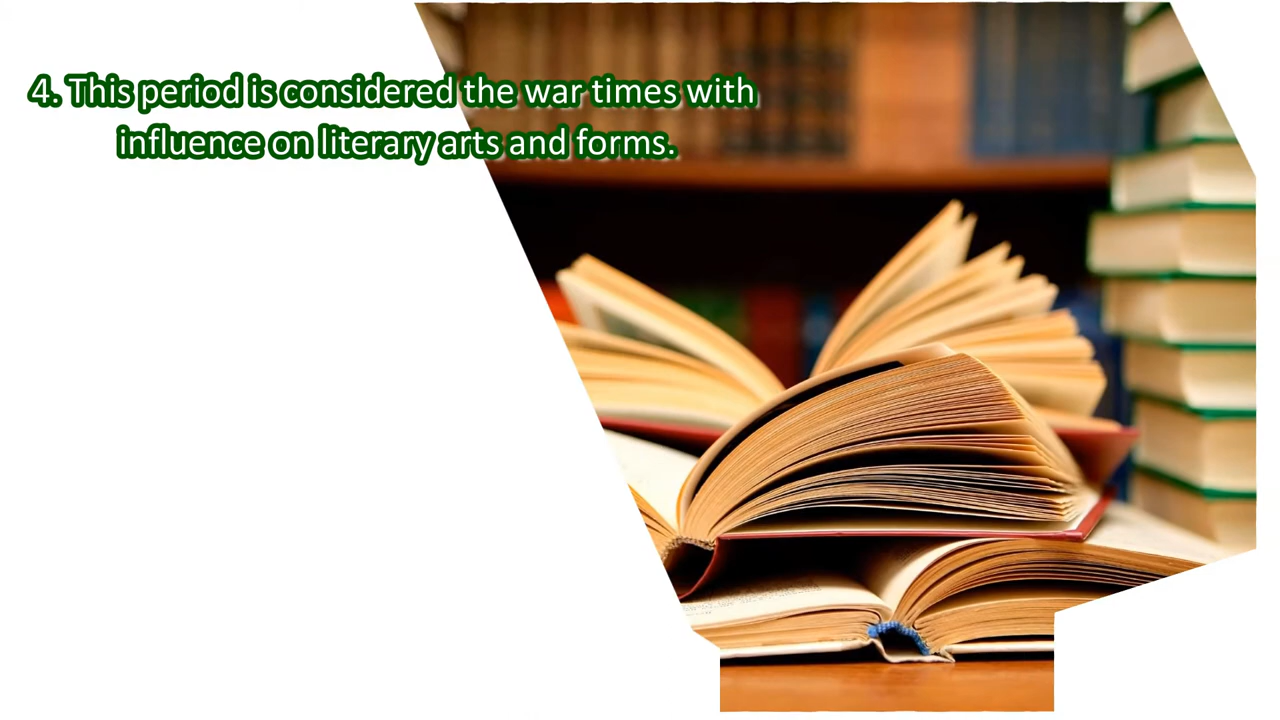 4. This period is considered the war times with
influence on literary arts and forms.